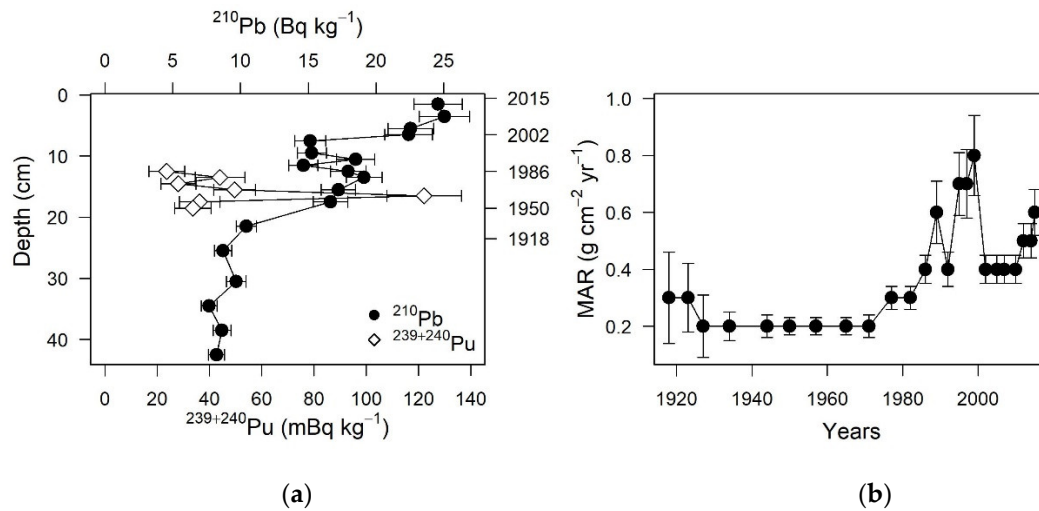 ²¹⁰Pb (Bq kg⁻¹)
0 5 10 15 20 25
Depth (cm)
0
10
20
30
40
2015
2002
1986
1950
1918
²¹⁰Pb
²³⁹⁺²⁴⁰Pu
0 20 40 60 80 100 120 140
²³⁹⁺²⁴⁰Pu (mBq kg⁻¹)
(a)
MAR (g cm⁻² yr⁻¹)
1.0
0.8
0.6
0.4
0.2
1920 1940 1960 1980 2000
Years
(b)